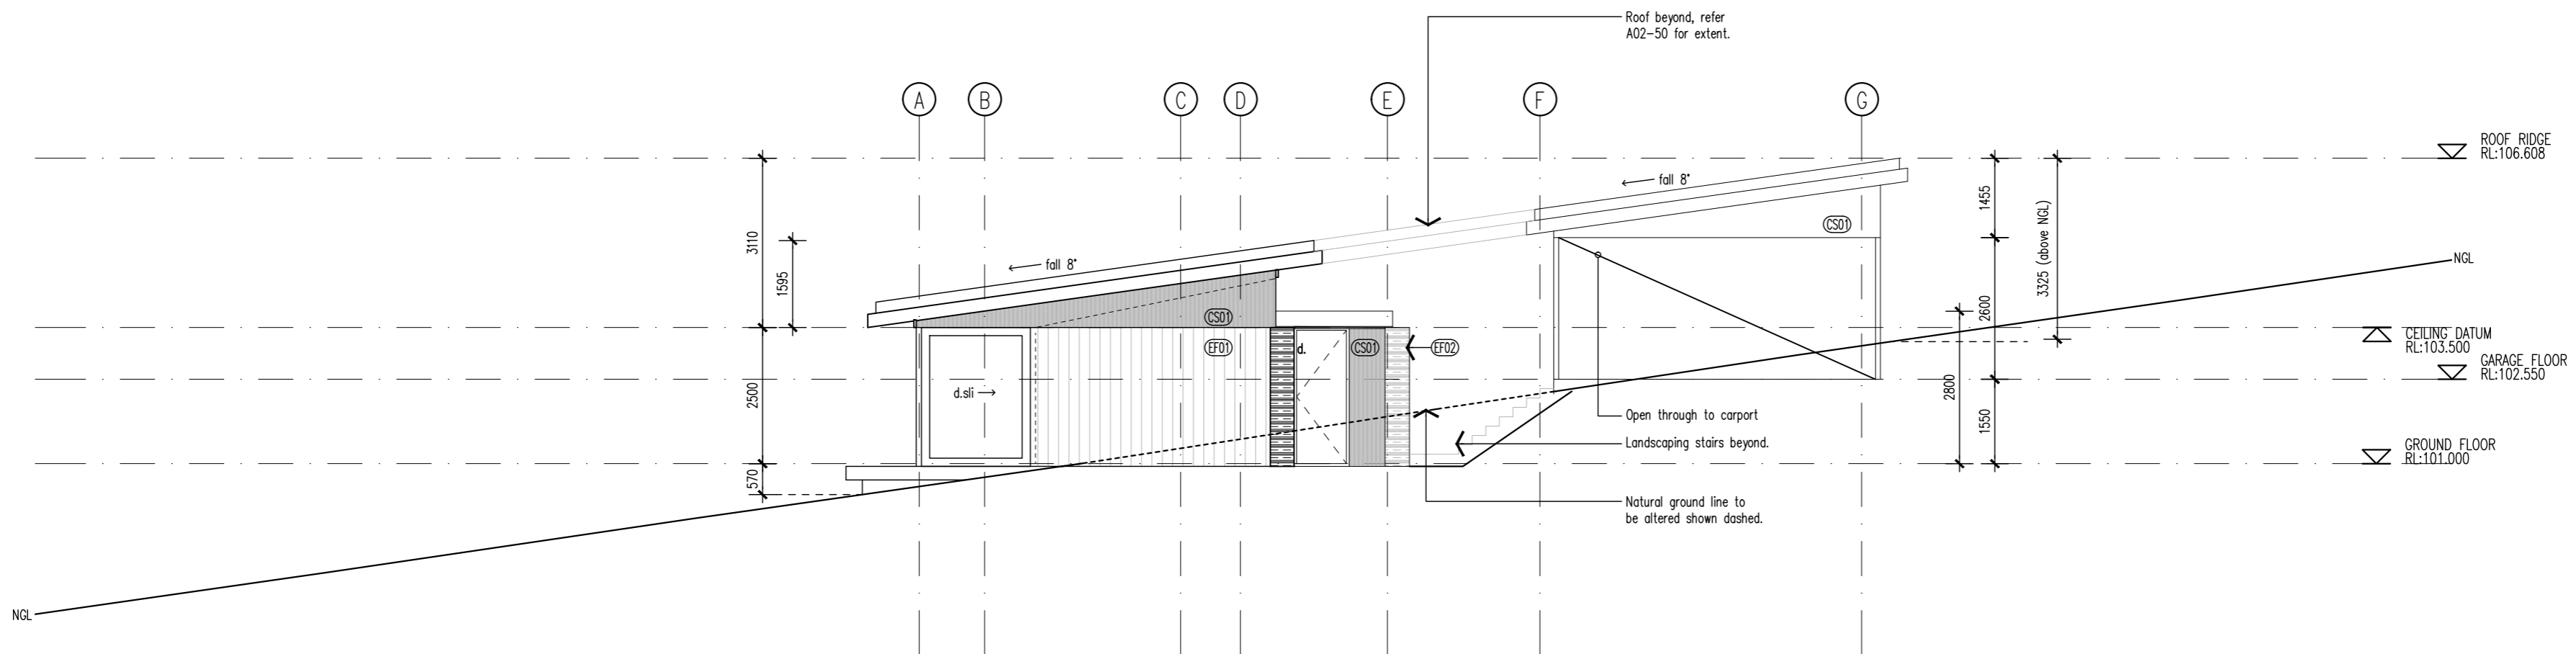 Roof beyond, refer
A02-50 for extent.
A
B
C
D
E
F
G
ROOF RIDGE
RL:106.608
fall 8°
fall 8°
3110
1595
1455
3325 (above NGL)
CS01
NGL
CS01
EF01
d.
CS01
EF02
2600
CEILING DATUM
RL:103.500
GARAGE FLOOR
RL:102.550
2500
d.sli
2800
Open through to carport
1550
Landscaping stairs beyond.
GROUND FLOOR
RL:101.000
570
Natural ground line to
be altered shown dashed.
NGL